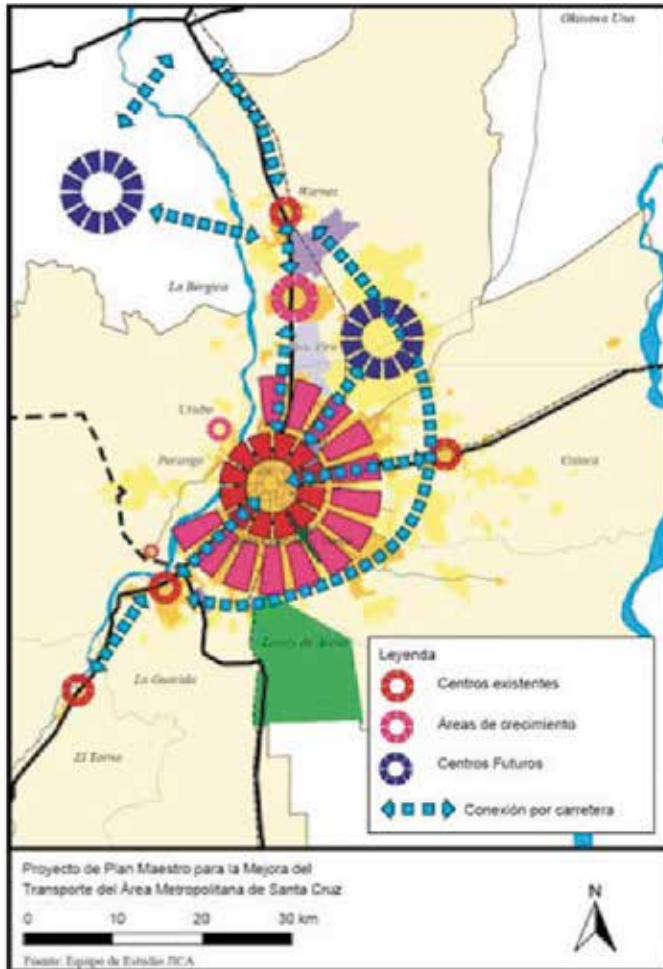 Okinawa Una
Warnes
La Bérgica
Urubo
Porongo
Cotoca
Lomas de Arena
La Guardia
El Torno
Leyenda
Centros existentes
Áreas de crecimiento
Centros Futuros
Conexión por carretera
Proyecto de Plan Maestro para la Mejora del
Transporte del Área Metropolitana de Santa Cruz
0 10 20 30 km
N
Fuente: Equipo de Estudio JICA